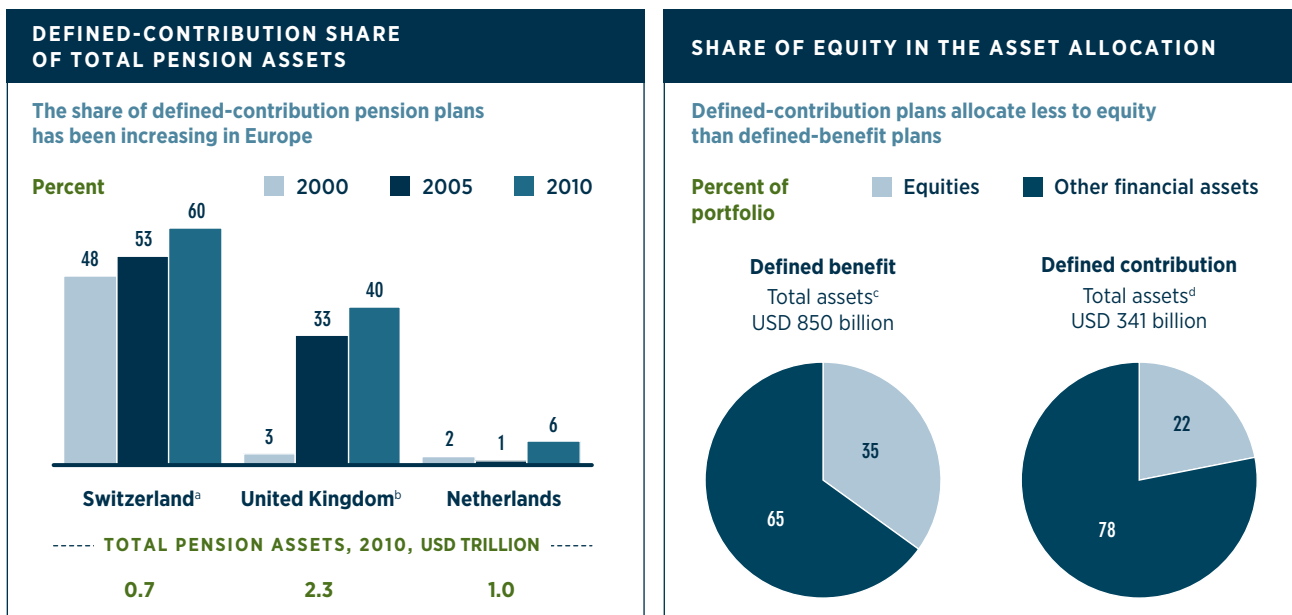 DEFINED-CONTRIBUTION SHARE
OF TOTAL PENSION ASSETS
The share of defined-contribution pension plans
has been increasing in Europe
Percent
2000 2005 2010
48 53 60
3 33 40
2 1 6
Switzerlandᵃ United Kingdomᵇ Netherlands
TOTAL PENSION ASSETS, 2010, USD TRILLION
0.7 2.3 1.0
SHARE OF EQUITY IN THE ASSET ALLOCATION
Defined-contribution plans allocate less to equity
than defined-benefit plans
Percent of
portfolio
Equities Other financial assets
Defined benefit
Total assetsᶜ
USD 850 billion
35
65
Defined contribution
Total assetsᵈ
USD 341 billion
22
78